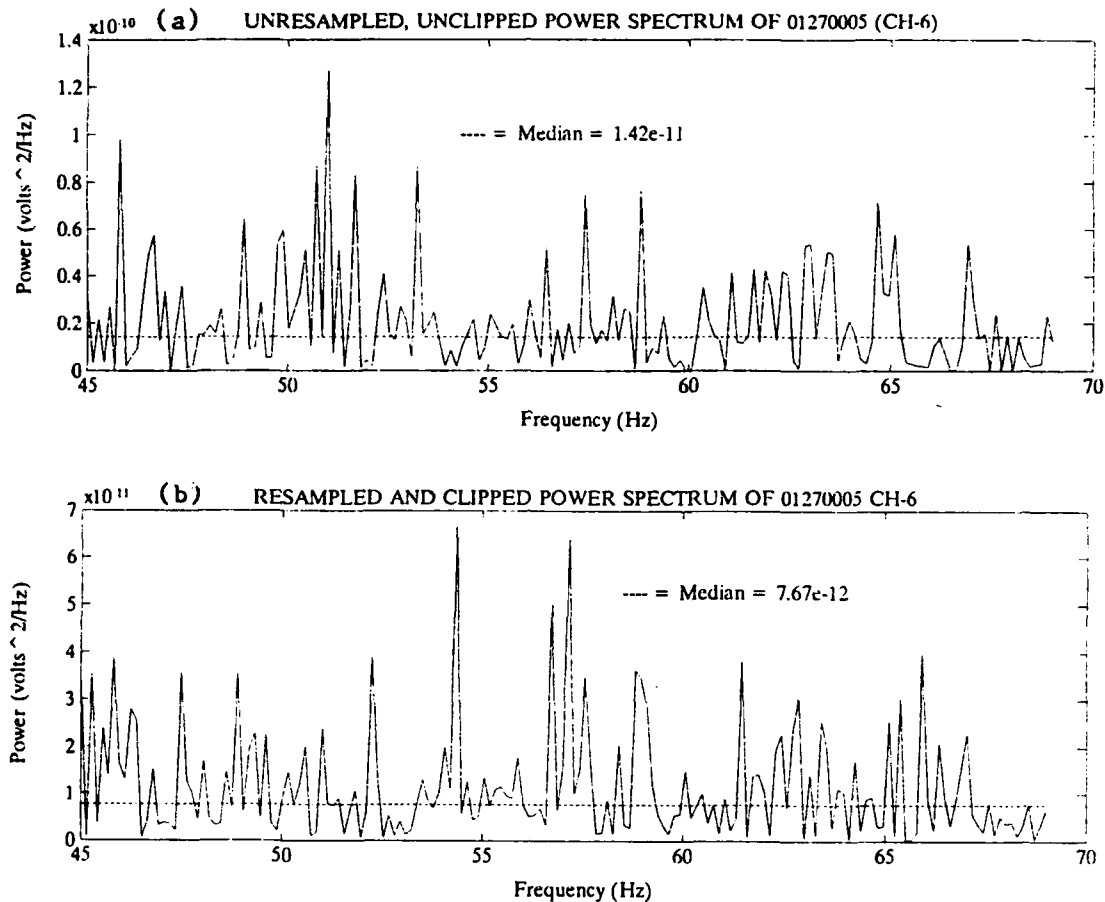 x10-10 (a) UNRESAMPLED, UNCLIPPED POWER SPECTRUM OF 01270005 (CH-6)
1.4
1.2
1
0.8
0.6
0.4
0.2
0
Power (volts ^ 2/Hz)
---- = Median = 1.42e-11
45 50 55 60 65 70
Frequency (Hz)
x10 11 (b) RESAMPLED AND CLIPPED POWER SPECTRUM OF 01270005 CH-6
7
6
5
4
3
2
1
0
Power (volts ^ 2/Hz)
---- = Median = 7.67e-12
45 50 55 60 65 70
Frequency (Hz)